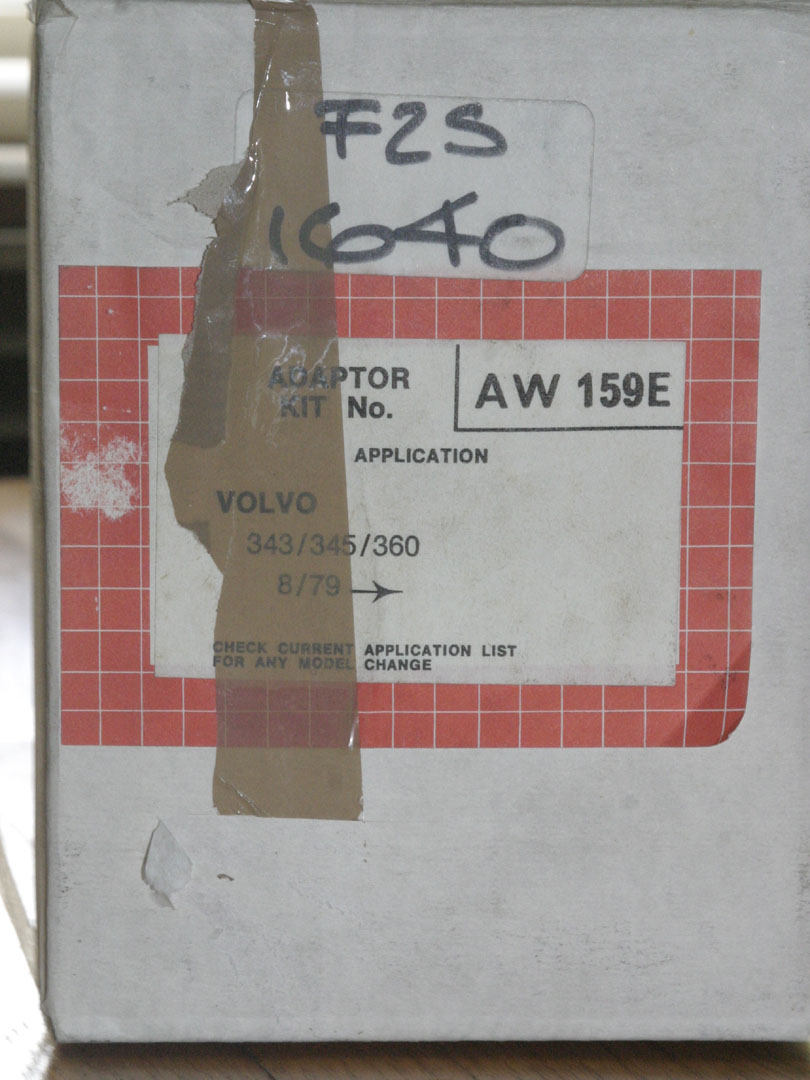 F2S
1640
ADAPTOR
KIT No.
AW 159E
APPLICATION
VOLVO
343/345/360
8/79 →
CHECK CURRENT APPLICATION LIST
FOR ANY MODEL CHANGE